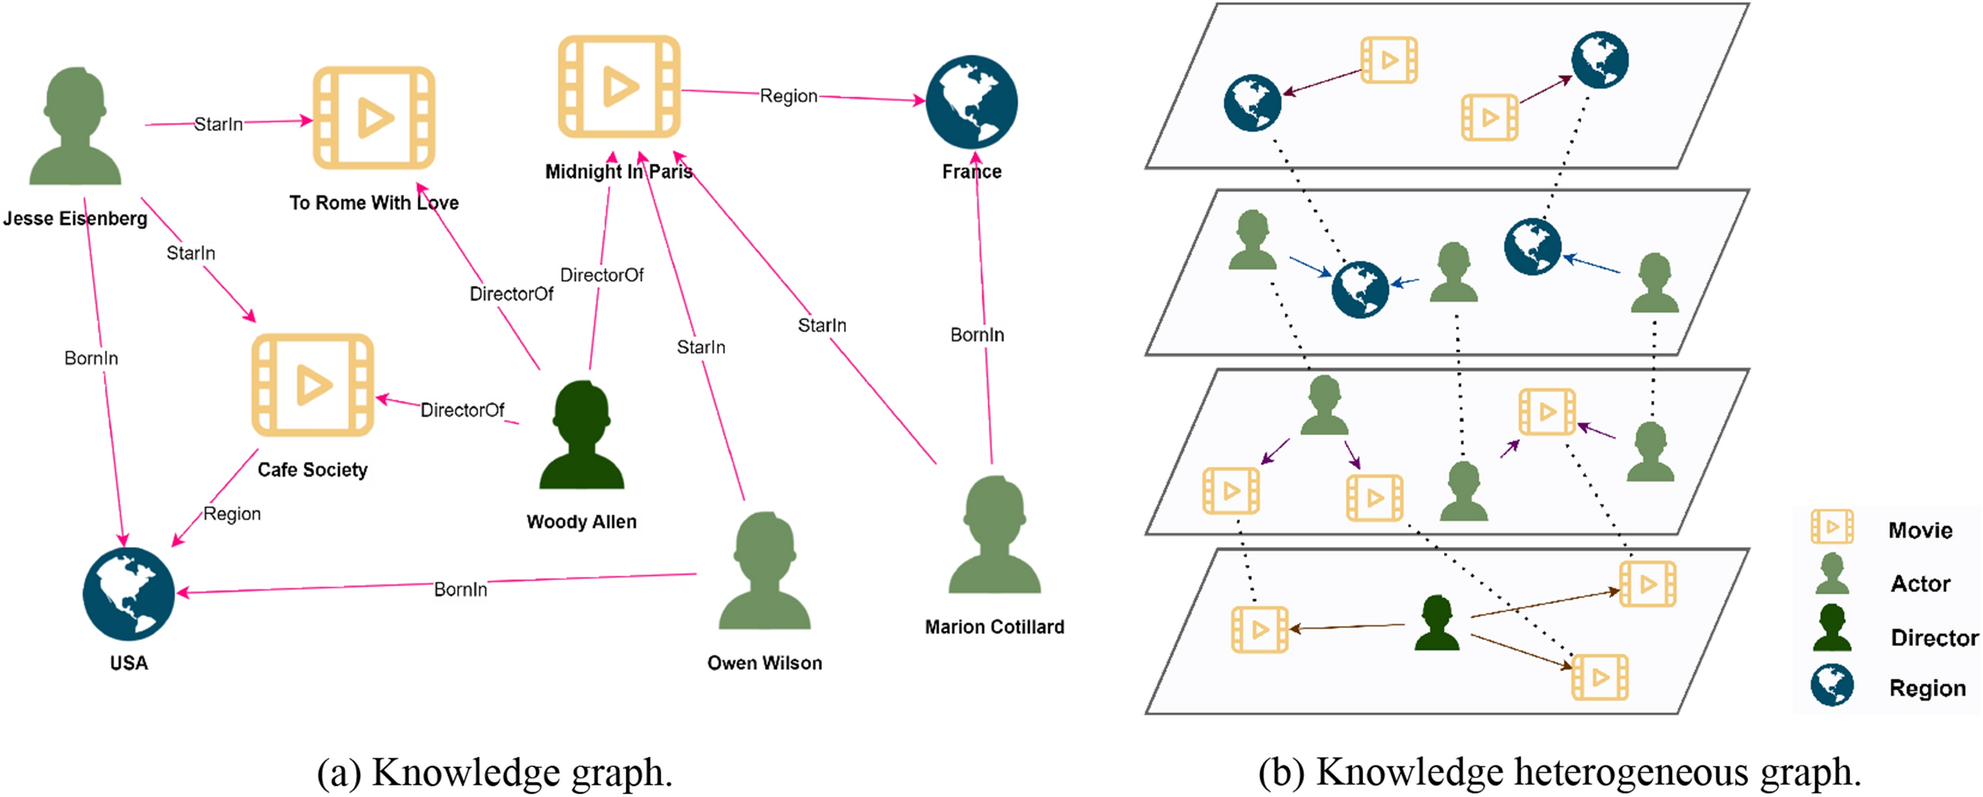 StarIn
Region
Midnight In Paris
France
To Rome With Love
Jesse Eisenberg
StarIn
DirectorOf
DirectorOf
StarIn
StarIn
BornIn
BornIn
DirectorOf
Cafe Society
Region
Woody Allen
BornIn
Marion Cotillard
USA
Owen Wilson
(a) Knowledge graph.
Movie
Actor
Director
Region
(b) Knowledge heterogeneous graph.